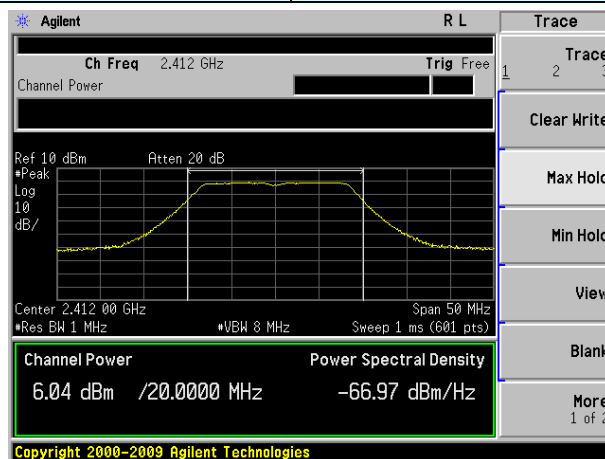 Agilent R L Trace
Ch Freq 2.412 GHz Trig Free
Channel Power
Trace
1 2 3
Clear Write
Max Hold
Min Hold
View
Blank
More
1 of 2
Ref 10 dBm Atten 20 dB
#Peak
Log
10
dB/
Center 2.412 00 GHz Span 50 MHz
#Res BW 1 MHz #VBW 8 MHz Sweep 1 ms (601 pts)
Channel Power Power Spectral Density
6.04 dBm /20.0000 MHz -66.97 dBm/Hz
Copyright 2000-2009 Agilent Technologies